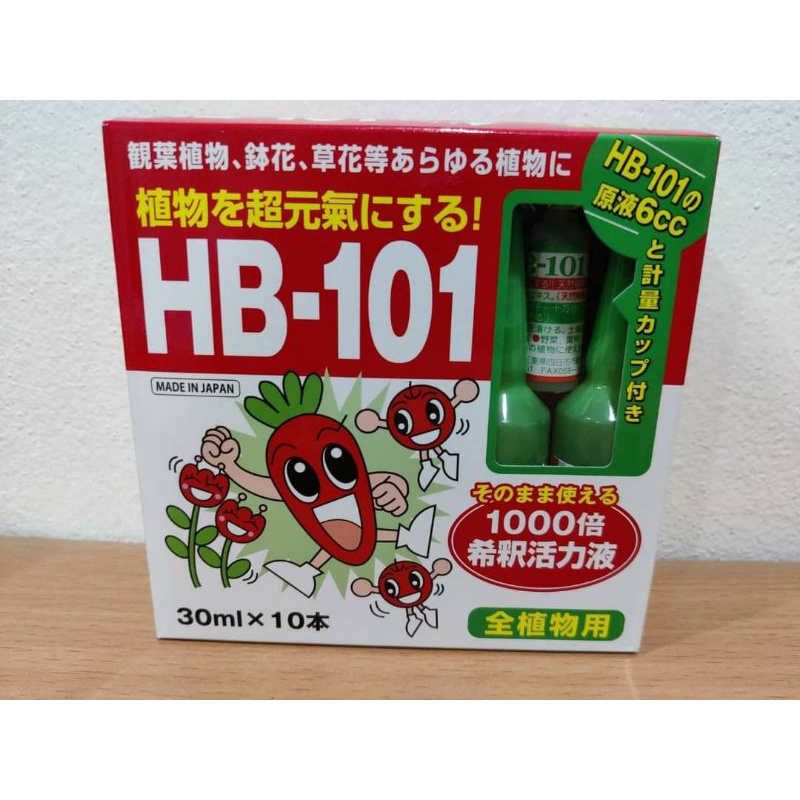 観葉植物、鉢花、草花等あらゆる植物に
植物を超元氣にする!
HB-101
MADE IN JAPAN
HB-101の
原液6cc
と計量カップ付き
B-101
そのまま使える
1000倍
希釈活力液
30ml×10本
全植物用